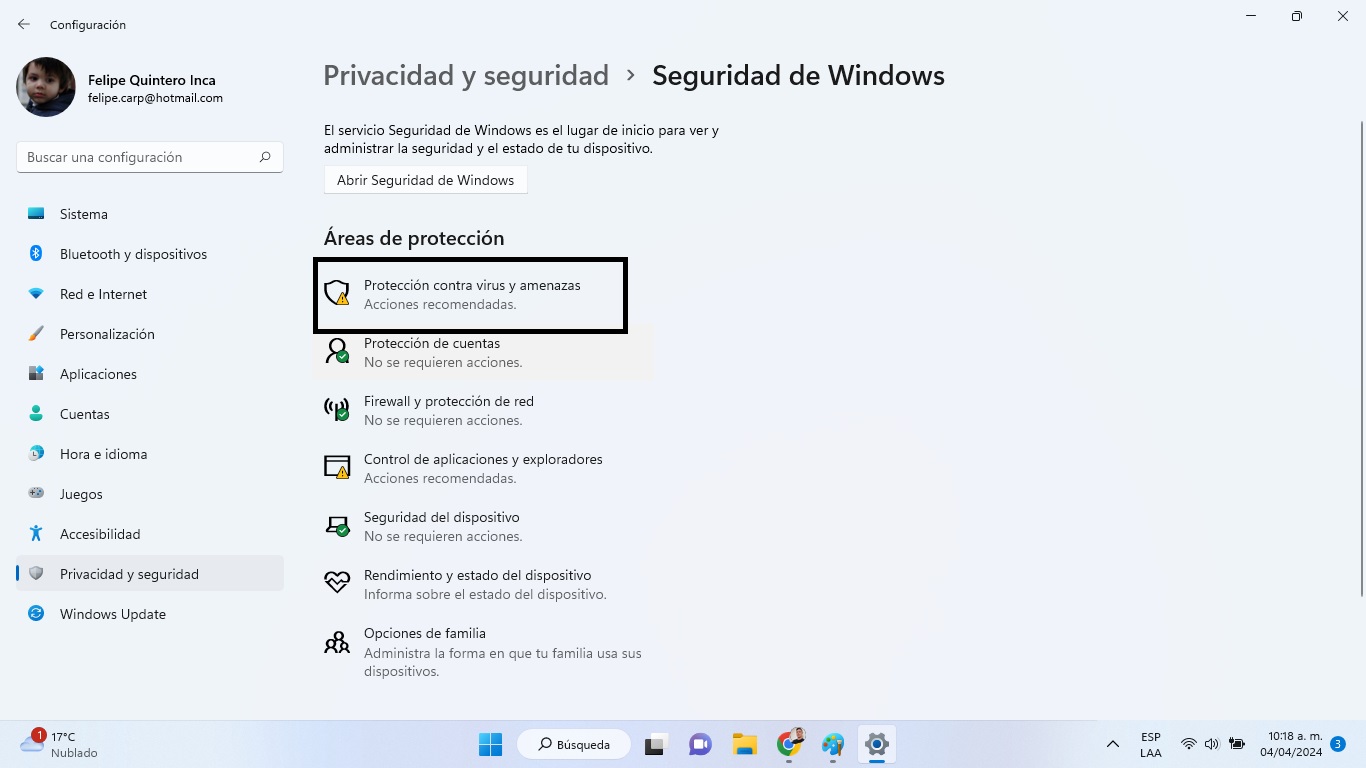 Configuración
Felipe Quintero Inca
felipe.carp@hotmail.com
Buscar una configuración
Sistema
Bluetooth y dispositivos
Red e Internet
Personalización
Aplicaciones
Cuentas
Hora e idioma
Juegos
Accesibilidad
Privacidad y seguridad
Windows Update
Privacidad y seguridad › Seguridad de Windows
El servicio Seguridad de Windows es el lugar de inicio para ver y
administrar la seguridad y el estado de tu dispositivo.
Abrir Seguridad de Windows
Áreas de protección
Protección contra virus y amenazas
Acciones recomendadas.
Protección de cuentas
No se requieren acciones.
Firewall y protección de red
No se requieren acciones.
Control de aplicaciones y exploradores
Acciones recomendadas.
Seguridad del dispositivo
No se requieren acciones.
Rendimiento y estado del dispositivo
Informa sobre el estado del dispositivo.
Opciones de familia
Administra la forma en que tu familia usa sus
dispositivos.
1
17°C
Nublado
Búsqueda
ESP
LAA
10:18 a. m.
04/04/2024
3